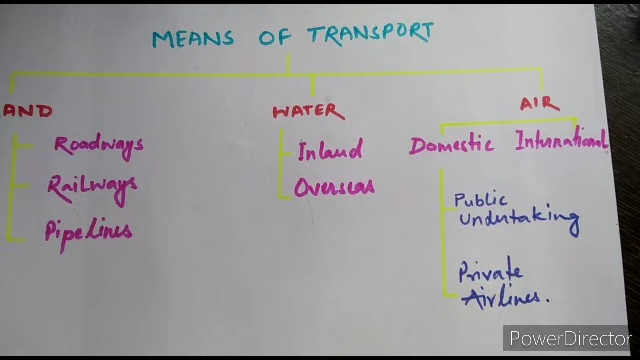 MEANS OF TRANSPORT
AND
WATER
AIR
Roadways
Railways
Pipelines
Inland
Overseas
Domestic International
Public
Undertaking
Private
Airlines.
PowerDirector